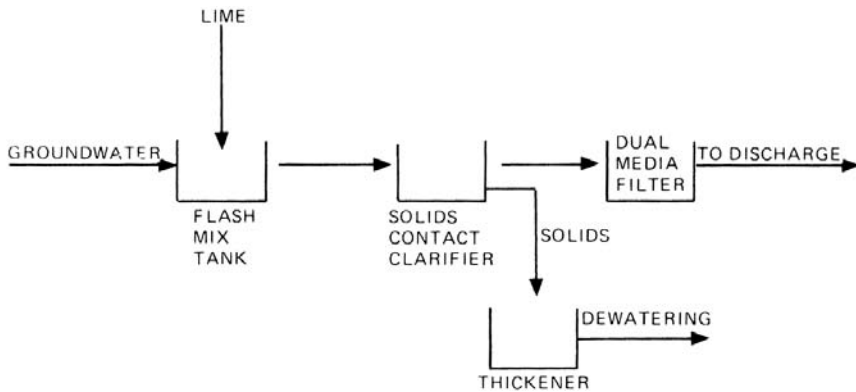 LIME
GROUNDWATER
FLASH
MIX
TANK
SOLIDS
CONTACT
CLARIFIER
DUAL
MEDIA
FILTER
TO DISCHARGE
SOLIDS
DEWATERING
THICKENER